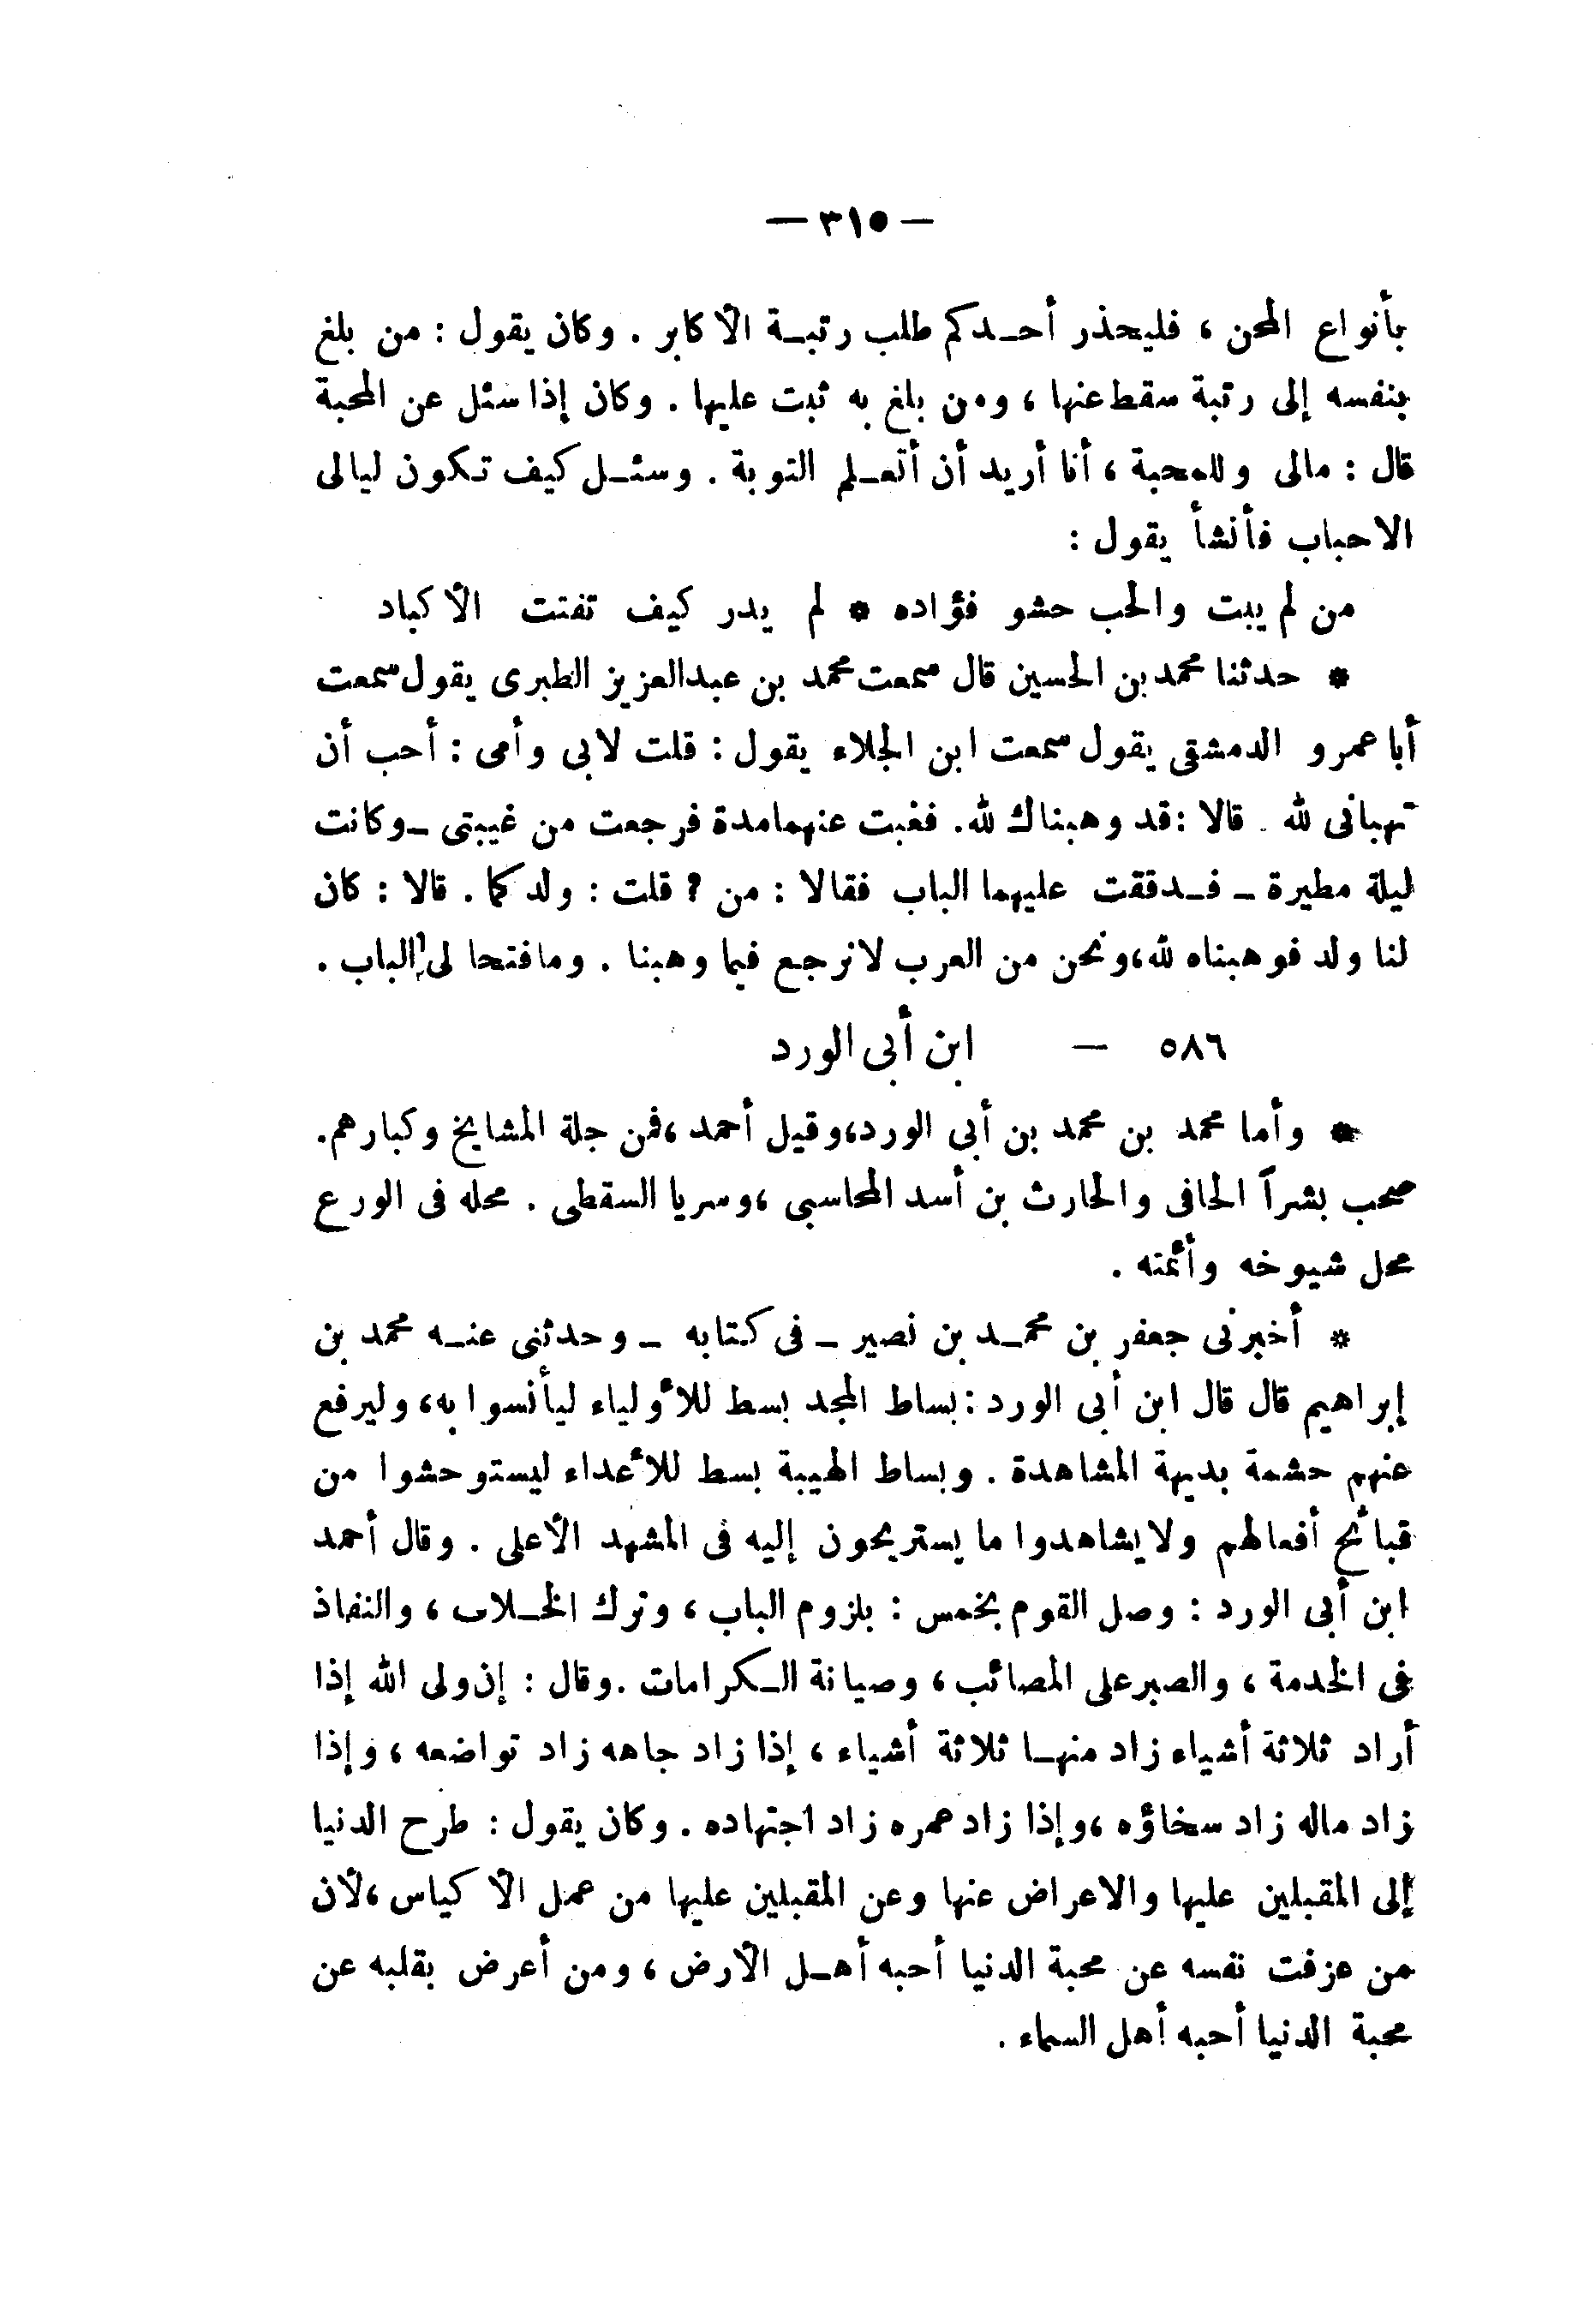 — ٣١٥ —
بأنواع المحن ، فليحذر أحدكم طلب رتبة الأكابر . وكان يقول : من بلغ
بنفسه إلى رتبة سقط عنها ، ومن بلغ به ثبت عليها . وكان إذا سئل عن المحبة
قال : مالى وللمحبة ، أنا أريد أن أتعلم التوبة . وسئل كيف تكون ليالى
الاحباب فأنشأ يقول :
من لم يبت والحب حشو فؤاده * لم يدر كيف تفتت الأكباد
* حدثنا محمد بن الحسين قال سمعت محمد بن عبدالعزيز الطبرى يقول سمعت
أبا عمرو الدمشقى يقول سمعت ابن الجلاء يقول : قلت لابى وأمى : أحب أن
تهبانى لله . قالا : قد وهبناك لله . فغبت عنهما مدة فرجعت من غيبتى ـ وكانت
ليلة مطيرة ـ فدققت عليهما الباب فقالا : من ? قلت : ولدكما . قالا : كان
لنا ولد فوهبناه لله ، ونحن من العرب لا نرجع فيما وهبنا . وما فتحا لى الباب .
٥٨٦ — ابن أبى الورد
* وأما محمد بن محمد بن أبى الورد ، وقيل أحمد ، فمن جلة المشايخ وكبارهم .
صحب بشراً الحافى والحارث بن أسد المحاسبى ، وسريا السقطى . محله فى الورع
محل شيوخه وأئمته .
* أخبرنى جعفر بن محمد بن نصير ـ فى كتابه ـ وحدثنى عنه محمد بن
إبراهيم قال قال ابن أبى الورد : بساط المجد بسط للأولياء ليأنسوا به ، وليرفع
عنهم حشمة بديهة المشاهدة . وبساط الهيبة بسط للأعداء ليستوحشوا من
قبائح أفعالهم ولا يشاهدوا ما يستريحون إليه فى المشهد الأعلى . وقال أحمد
ابن أبى الورد : وصل القوم بخمس : بلزوم الباب ، وترك الخلاف ، والنفاذ
فى الخدمة ، والصبر على المصائب ، وصيانة الكرامات . وقال : إن ولى الله إذا
أراد ثلاثة أشياء زاد منها ثلاثة أشياء ، إذا زاد جاهه زاد تواضعه ، وإذا
زاد ماله زاد سخاؤه ، وإذا زاد عمره زاد اجتهاده . وكان يقول : طرح الدنيا
إلى المقبلين عليها والاعراض عنها وعن المقبلين عليها من عمل الأكياس ، لأن
من عزفت نفسه عن محبة الدنيا أحبه أهل الأرض ، ومن أعرض بقلبه عن
محبة الدنيا أحبه أهل السماء .